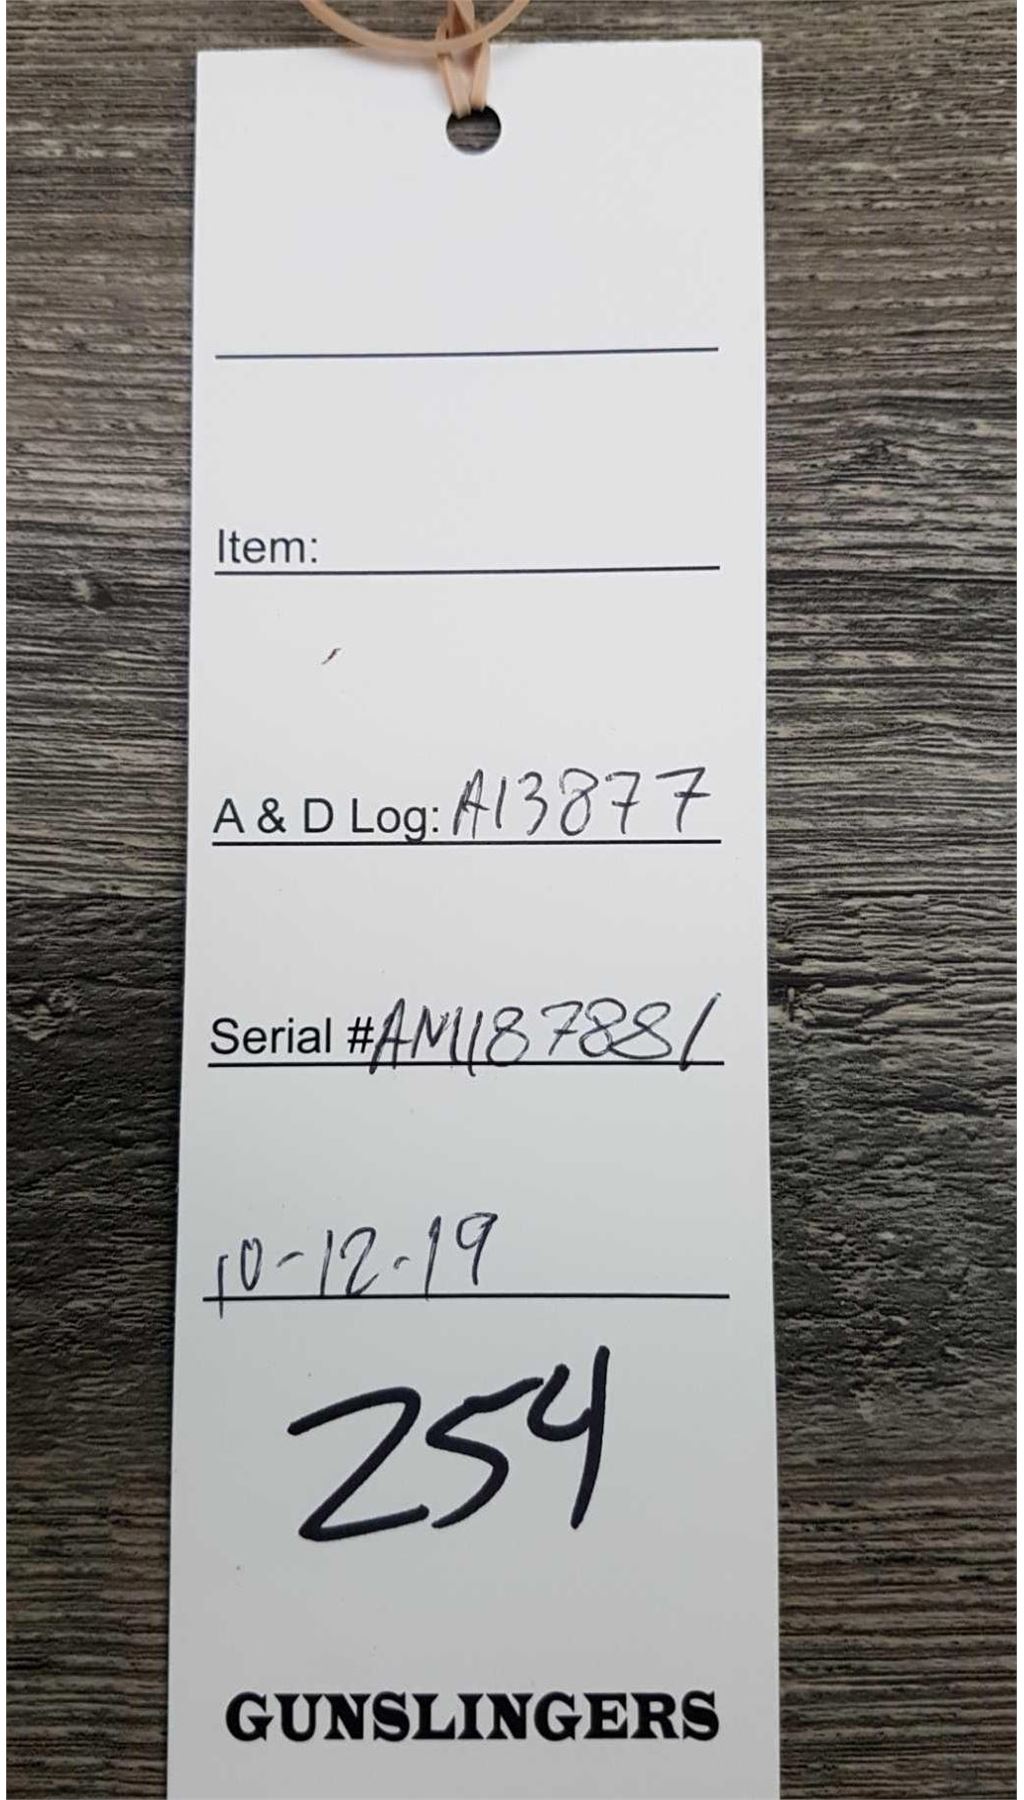 Item:
A & D Log: A13877
Serial # AM187881
10-12-19
254
GUNSLINGERS